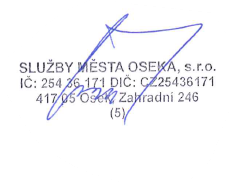 SLUŽBY MĚSTA OSEKA, s.r.o.
IČ: 254 36 171 DIČ: CZ25436171
417 05 Osek, Zahradní 246
(5)